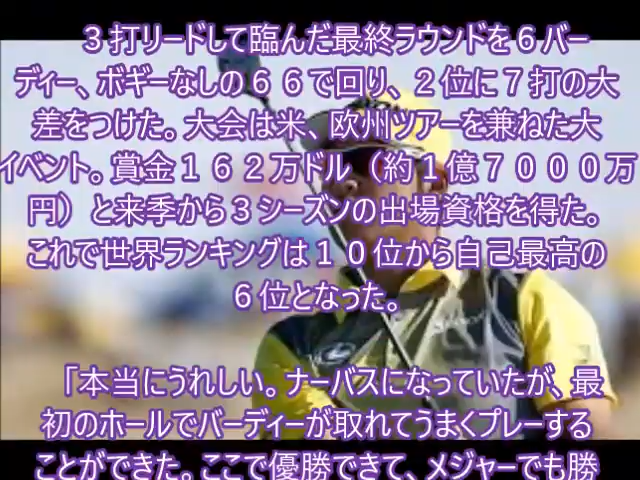 ３打リードして臨んだ最終ラウンドを６バー
ディー、ボギーなしの６６で回り、２位に７打の大
差をつけた。大会は米、欧州ツアーを兼ねた大
イベント。賞金１６２万ドル（約１億７０００万
円）と来季から３シーズンの出場資格を得た。
これで世界ランキングは１０位から自己最高の
６位となった。
「本当にうれしい。ナーバスになっていたが、最
初のホールでバーディーが取れてうまくプレーする
ことができた。ここで優勝できて、メジャーでも勝